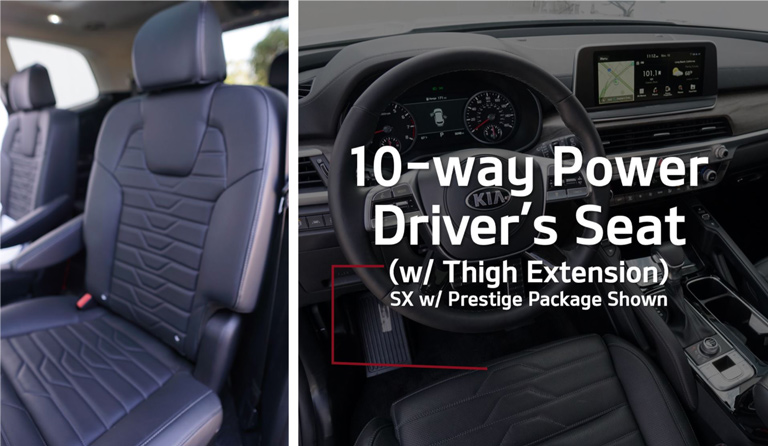 10-way Power
Driver's Seat
(w/ Thigh Extension)
SX w/ Prestige Package Shown
KIA
101.1